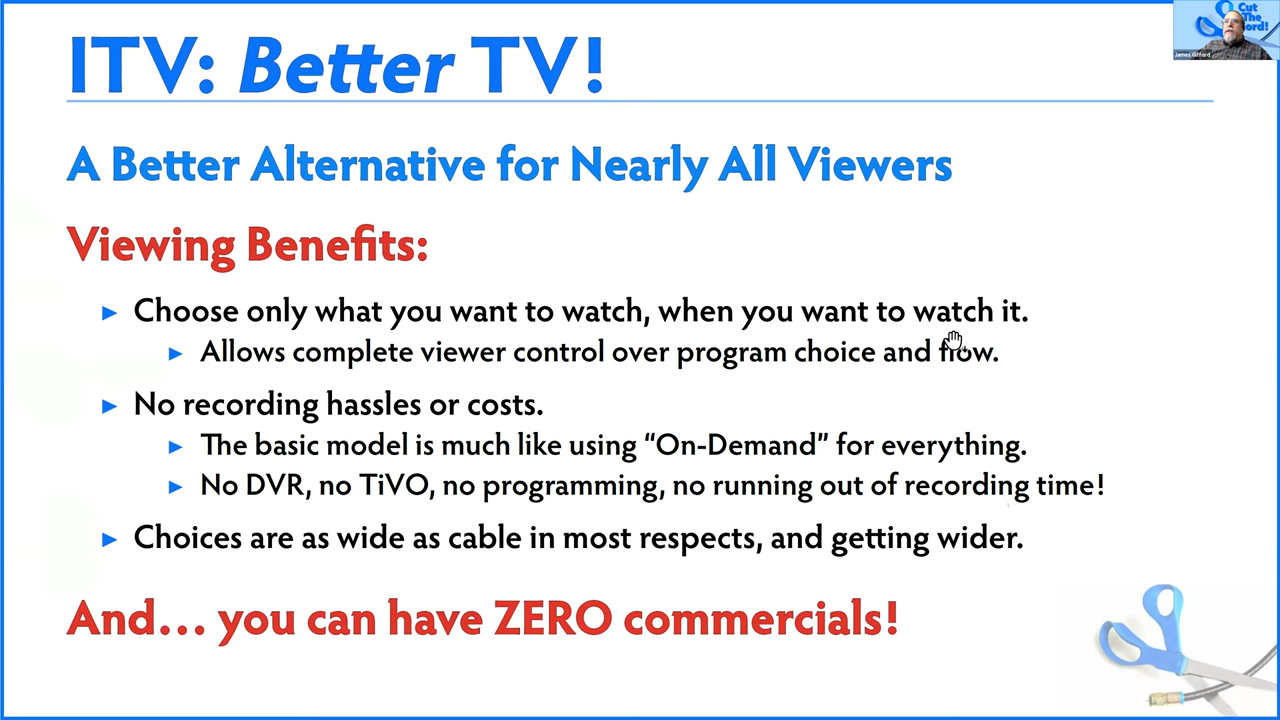 ITV: Better TV!
Cut
The
Cord!
James Gifford
A Better Alternative for Nearly All Viewers
Viewing Benefits:
Choose only what you want to watch, when you want to watch it.
Allows complete viewer control over program choice and flow.
No recording hassles or costs.
The basic model is much like using “On-Demand” for everything.
No DVR, no TiVO, no programming, no running out of recording time!
Choices are as wide as cable in most respects, and getting wider.
And… you can have ZERO commercials!